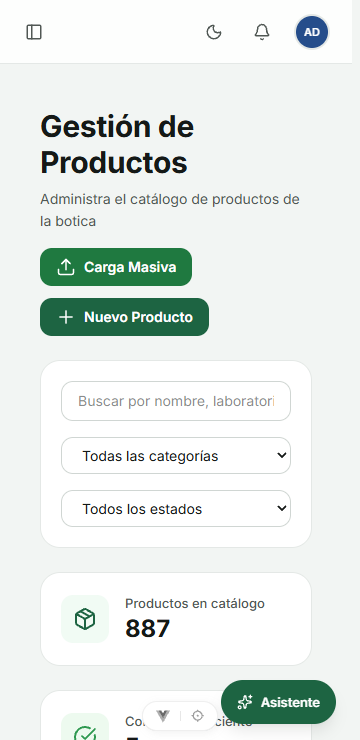 AD
Gestión de
Productos
Administra el catálogo de productos de
la botica
Carga Masiva
Nuevo Producto
Buscar por nombre, laborator
Todas las categorías
Todos los estados
Productos en catálogo
887
Asistente